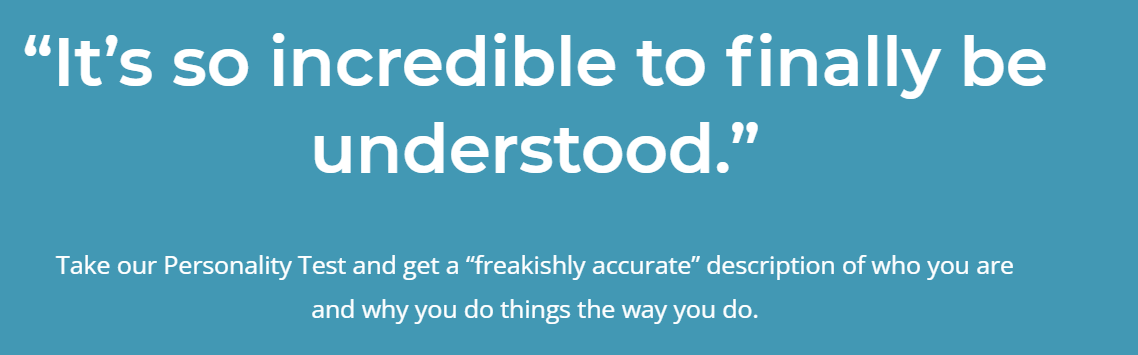 “It’s so incredible to finally be
understood.”
Take our Personality Test and get a “freakishly accurate” description of who you are
and why you do things the way you do.